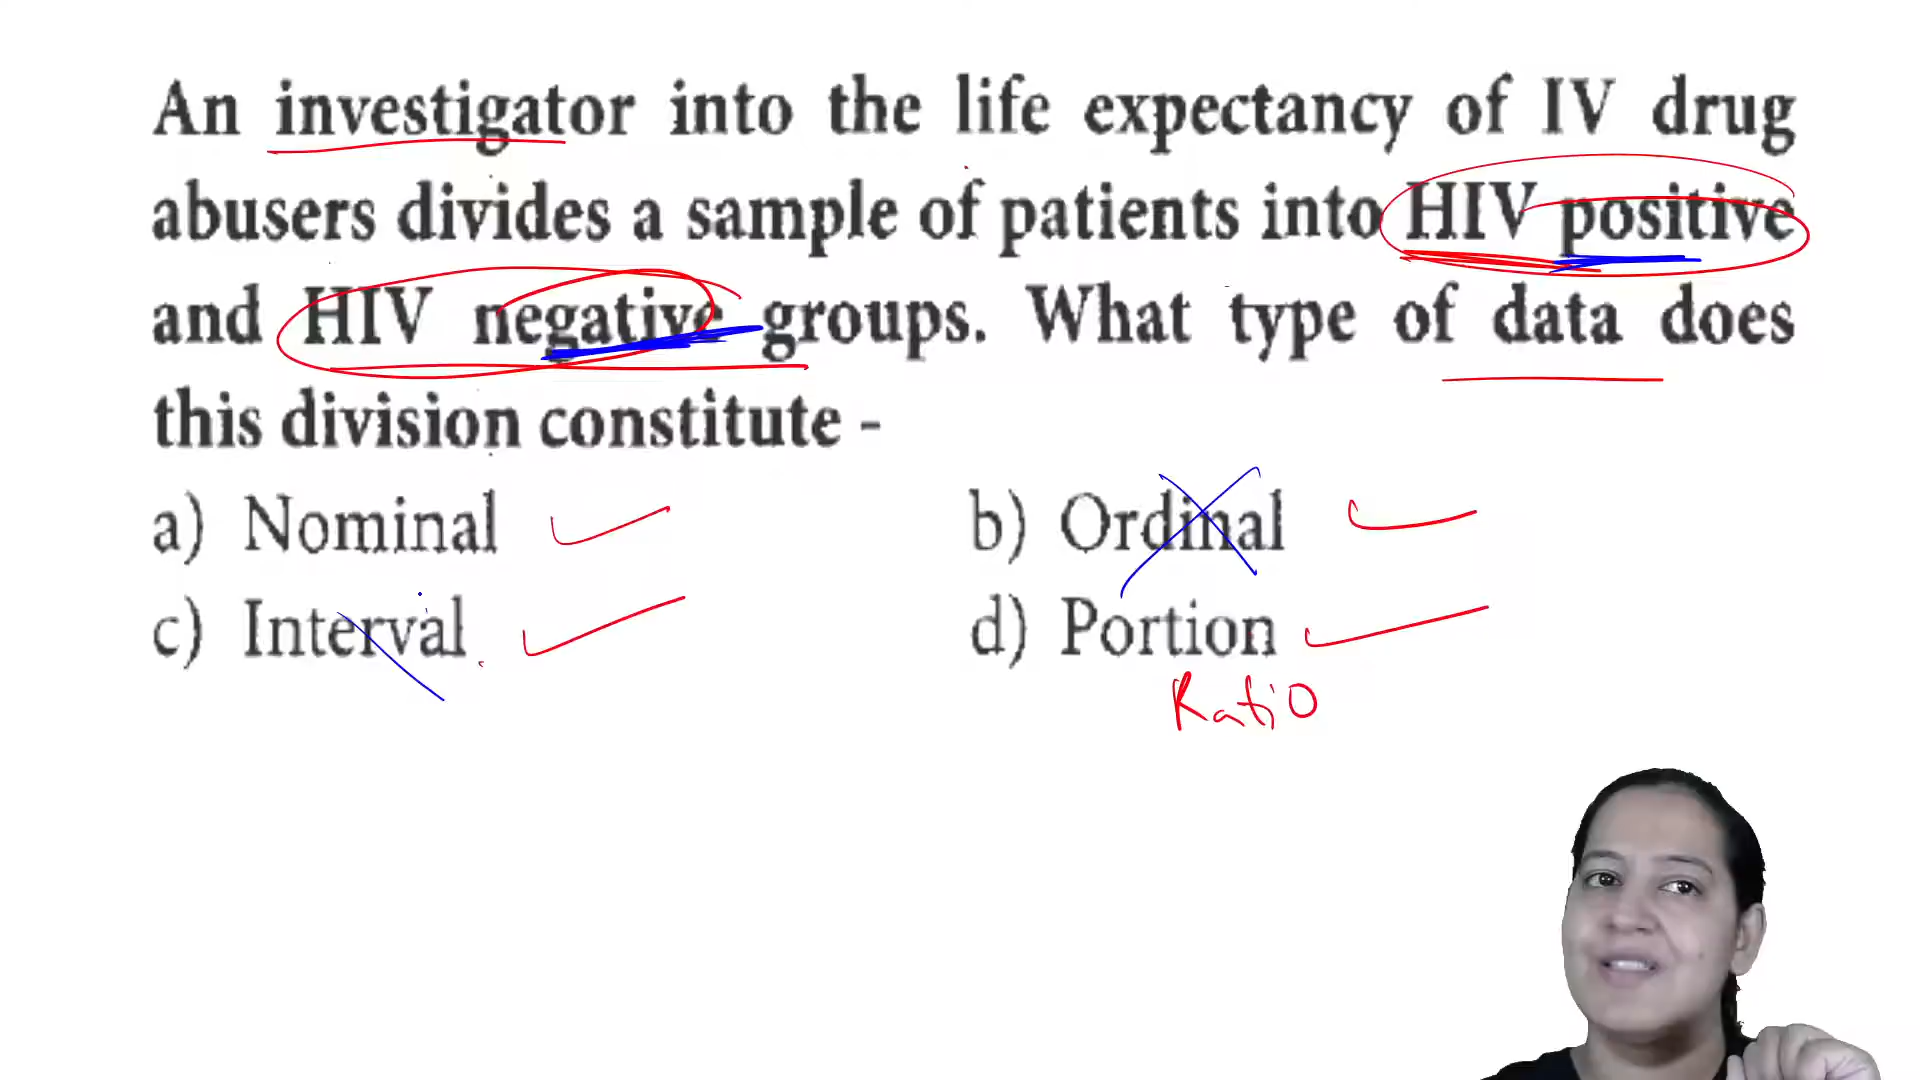 An investigator into the life expectancy of IV drug
abusers divides a sample of patients into HIV positive
and HIV negative groups. What type of data does
this division constitute -
a) Nominal
b) Ordinal
c) Interval
d) Portion
Ratio